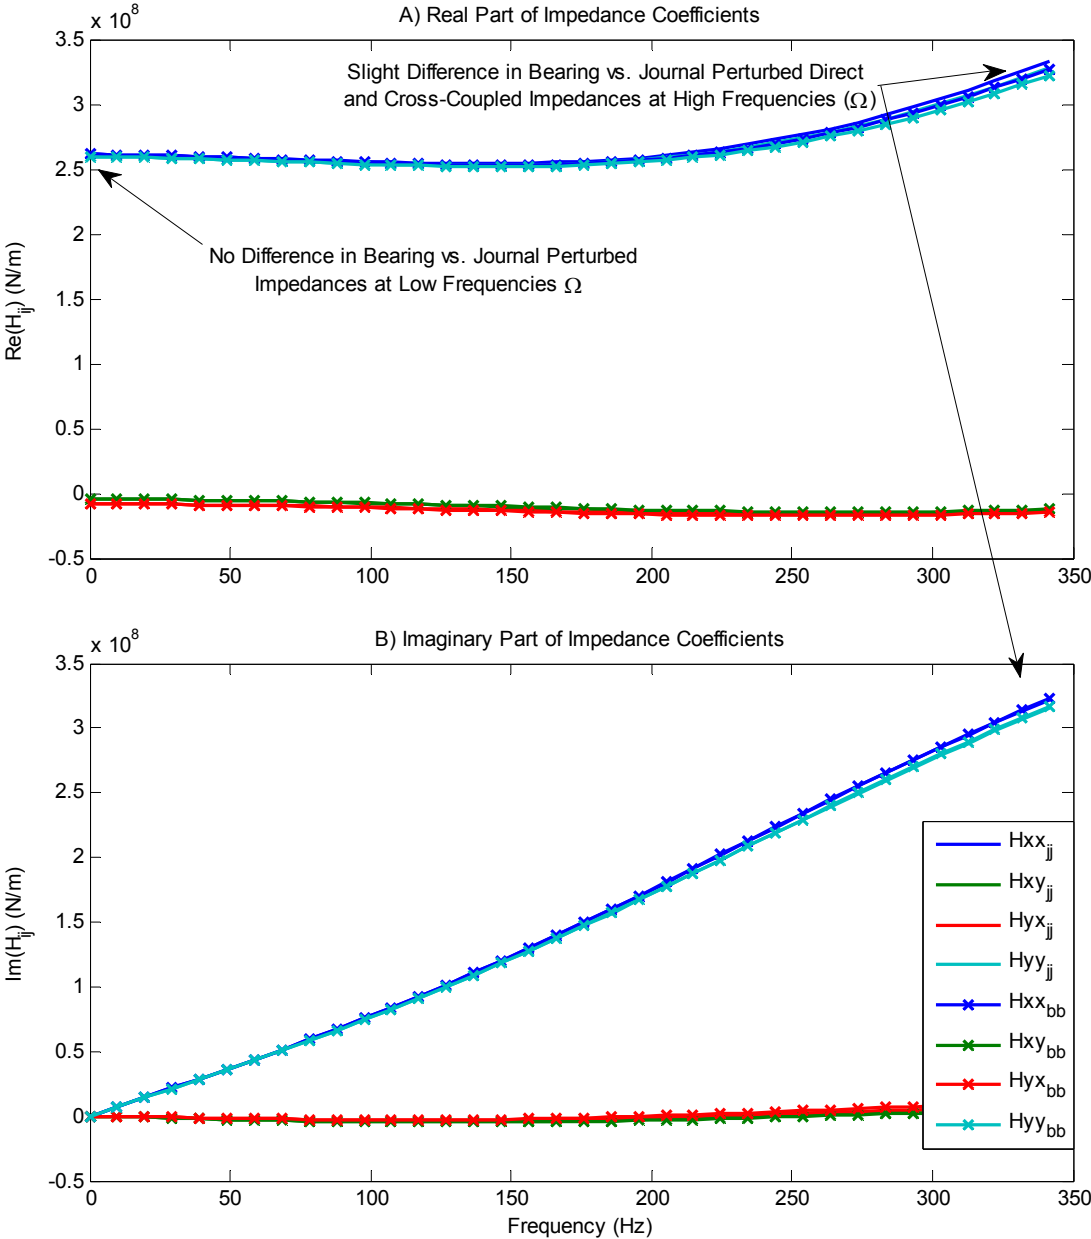 A) Real Part of Impedance Coefficients
x 10^8
3.5
3
2.5
2
1.5
1
0.5
0
-0.5
Re(H_ij) (N/m)
Slight Difference in Bearing vs. Journal Perturbed Direct
and Cross-Coupled Impedances at High Frequencies (Ω)
No Difference in Bearing vs. Journal Perturbed
Impedances at Low Frequencies Ω
0 50 100 150 200 250 300 350
B) Imaginary Part of Impedance Coefficients
x 10^8
3.5
3
2.5
2
1.5
1
0.5
0
-0.5
Im(H_ij) (N/m)
Hxx_jj
Hxy_jj
Hyx_jj
Hyy_jj
Hxx_bb
Hxy_bb
Hyx_bb
Hyy_bb
0 50 100 150 200 250 300 350
Frequency (Hz)